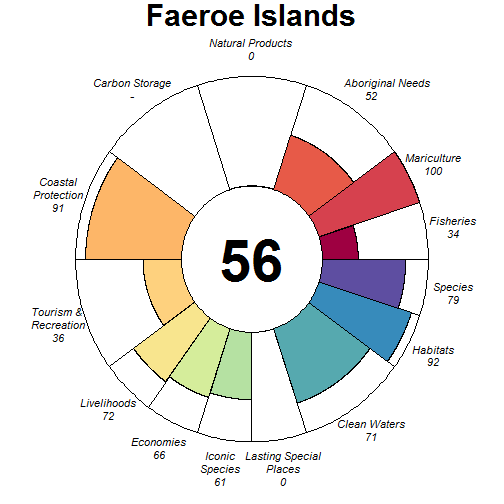 Faeroe Islands
Natural Products
0
Carbon Storage
-
Aboriginal Needs
52
Mariculture
100
Coastal
Protection
91
Fisheries
34
56
Species
79
Tourism &
Recreation
36
Habitats
92
Livelihoods
72
Clean Waters
71
Economies
66
Iconic
Species
61
Lasting Special
Places
0